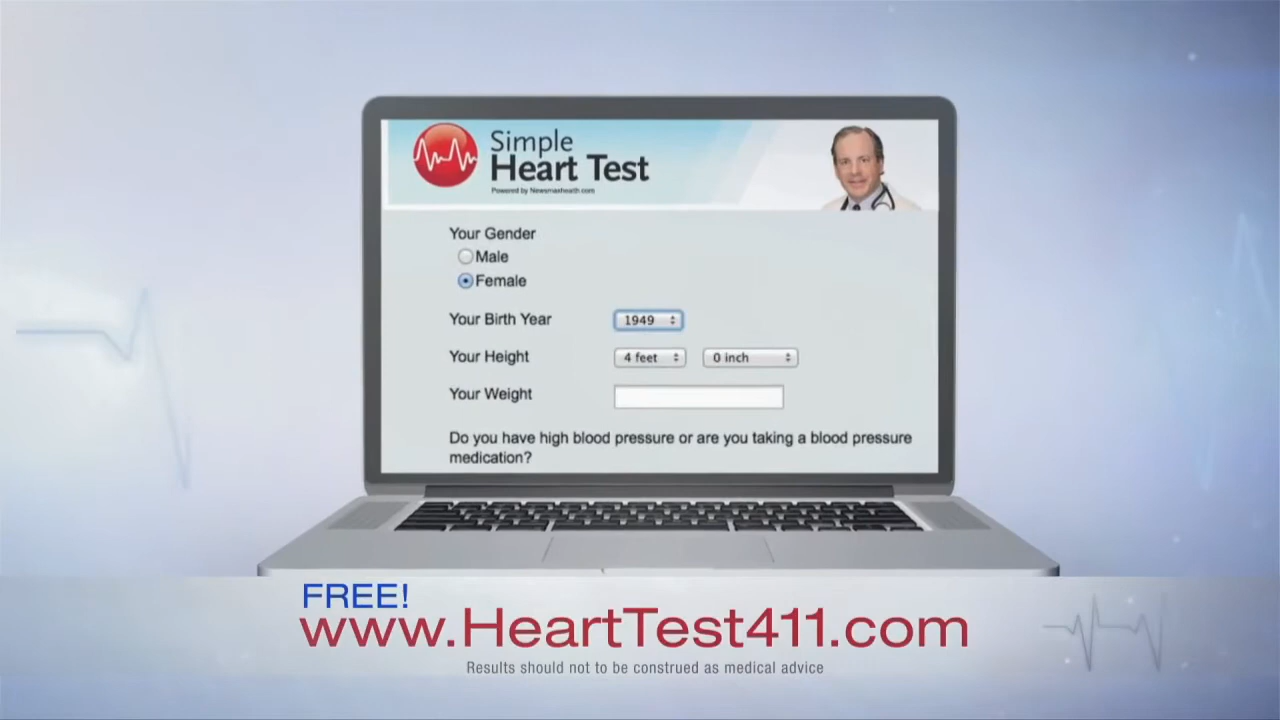 Simple
Heart Test
Powered by Newsmaxhealth.com
Your Gender
Male
Female
Your Birth Year 1949
Your Height 4 feet 0 inch
Your Weight
Do you have high blood pressure or are you taking a blood pressure
medication?
FREE!
www.HeartTest411.com
Results should not to be construed as medical advice